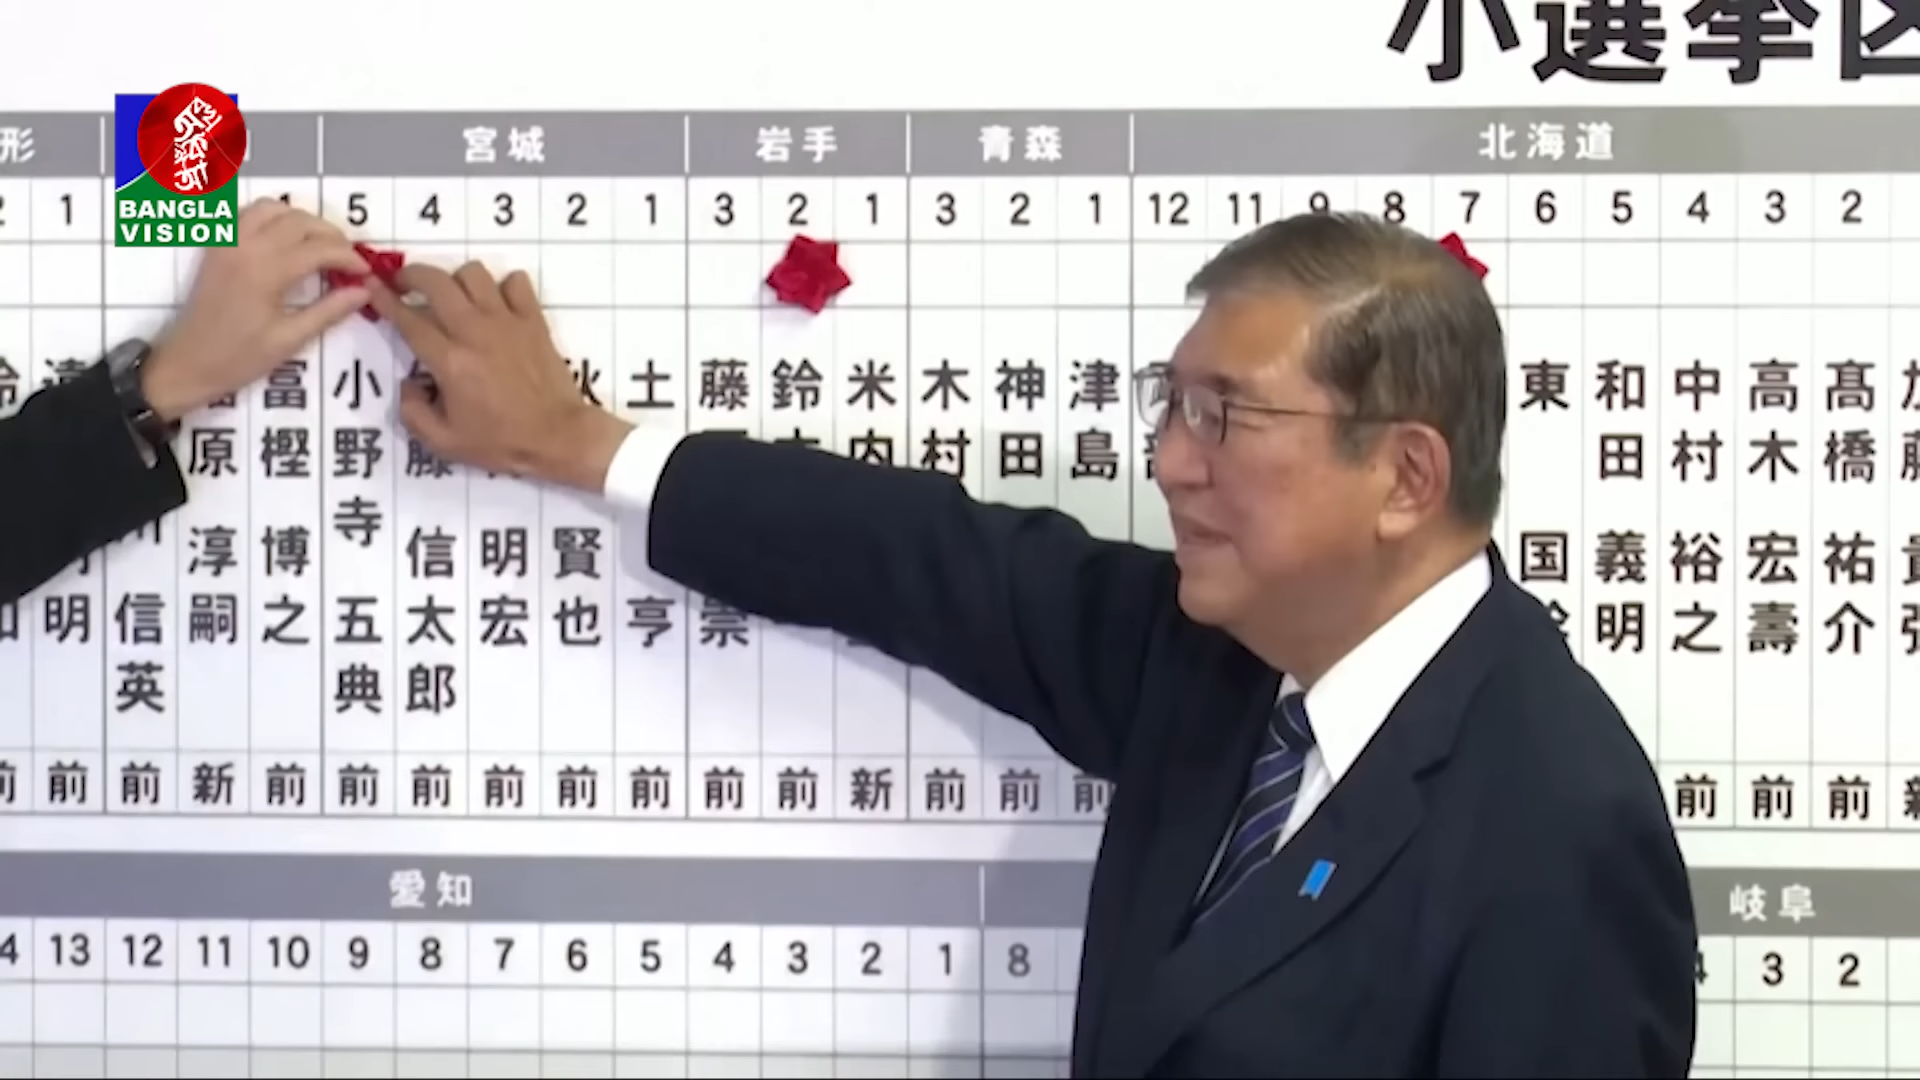 小選挙区
BANGLA
VISION
形 宮城 岩手 青森 北海道
1 5 4 3 2 1 3 2 1 3 2 1 12 11 9 8 7 6 5 4 3 2
富樫 博之
小野寺 五典
信太郎
明宏
賢也
土 亨
藤 崇
鈴
米内
木村
神田
津島
東 国
和田 義明
中村 裕之
高木 宏壽
髙橋 祐介
原 淳嗣
信英
明
前 前 新 前 前 前 前 前 前 前 前 新 前 前 前 前 前 前
愛知 岐阜
4 13 12 11 10 9 8 7 6 5 4 3 2 1 8 4 3 2